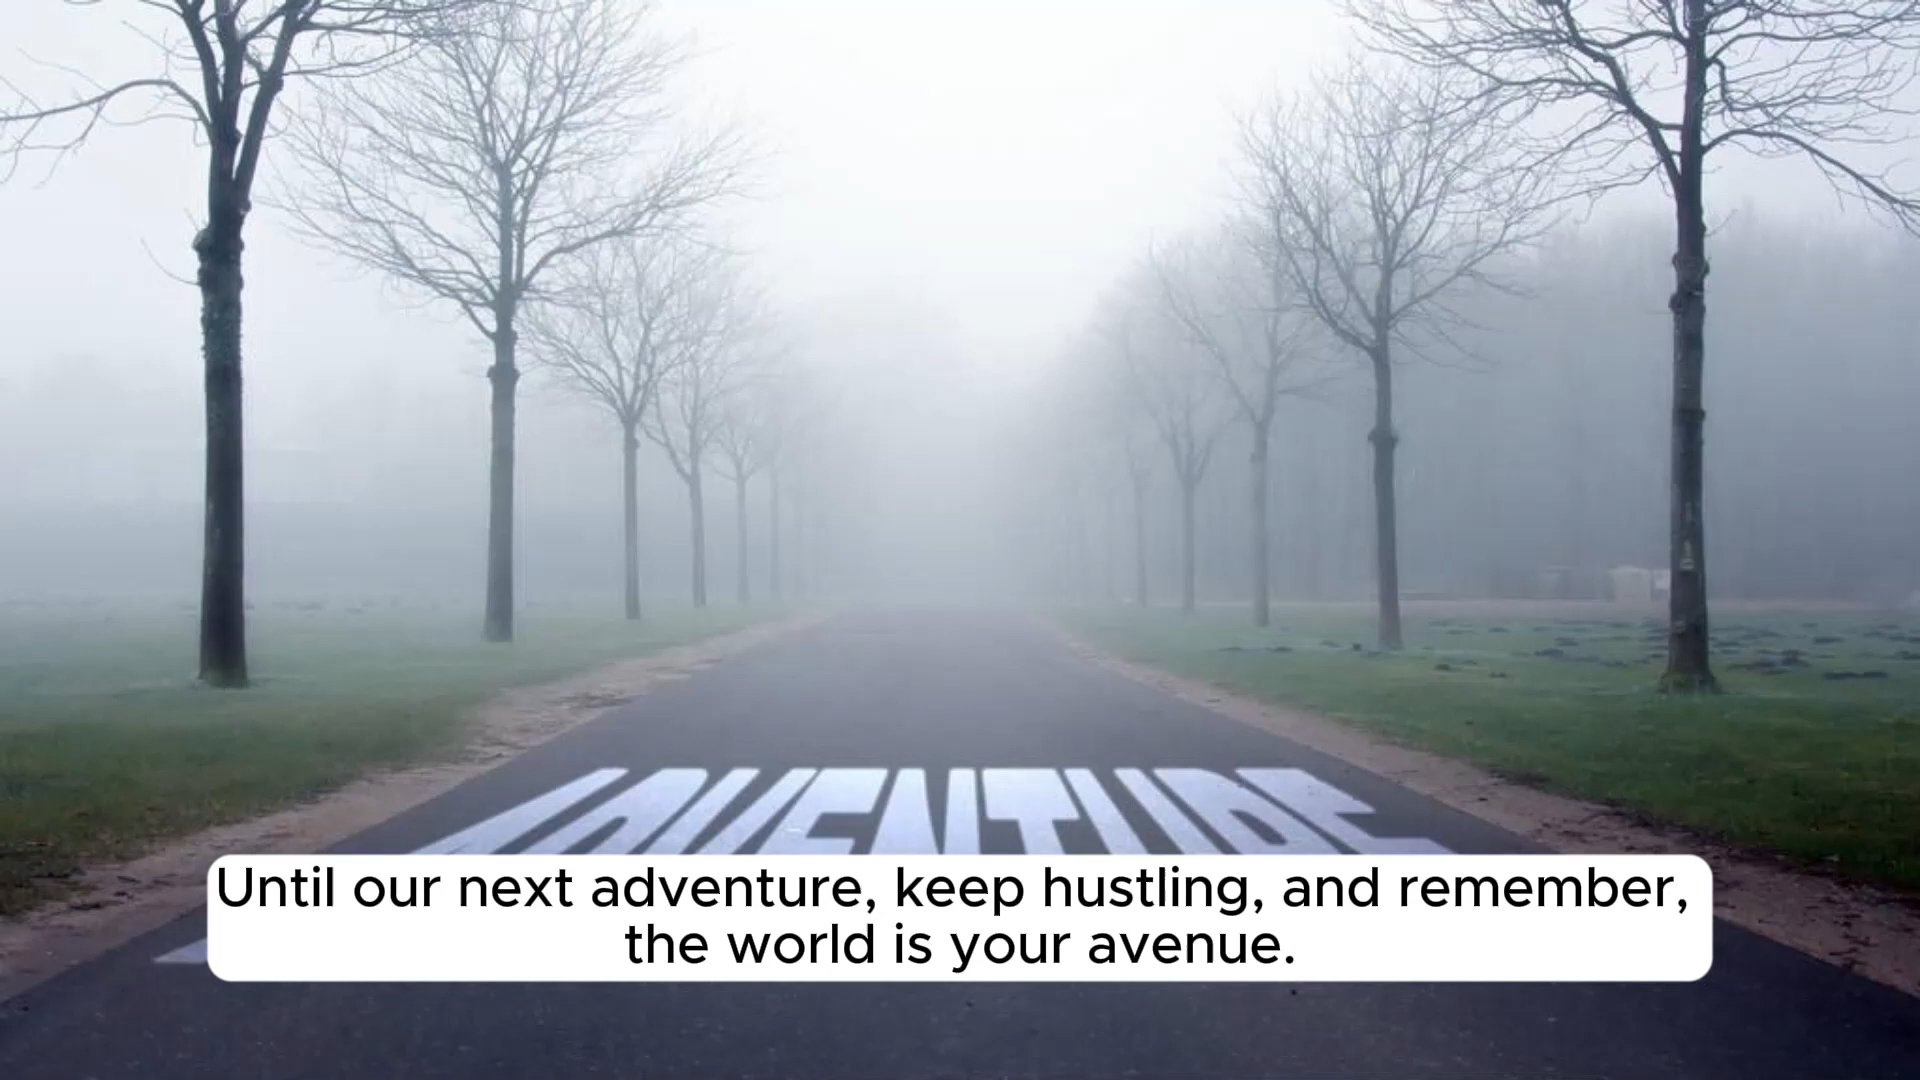 ADVENTURE
Until our next adventure, keep hustling, and remember,
the world is your avenue.